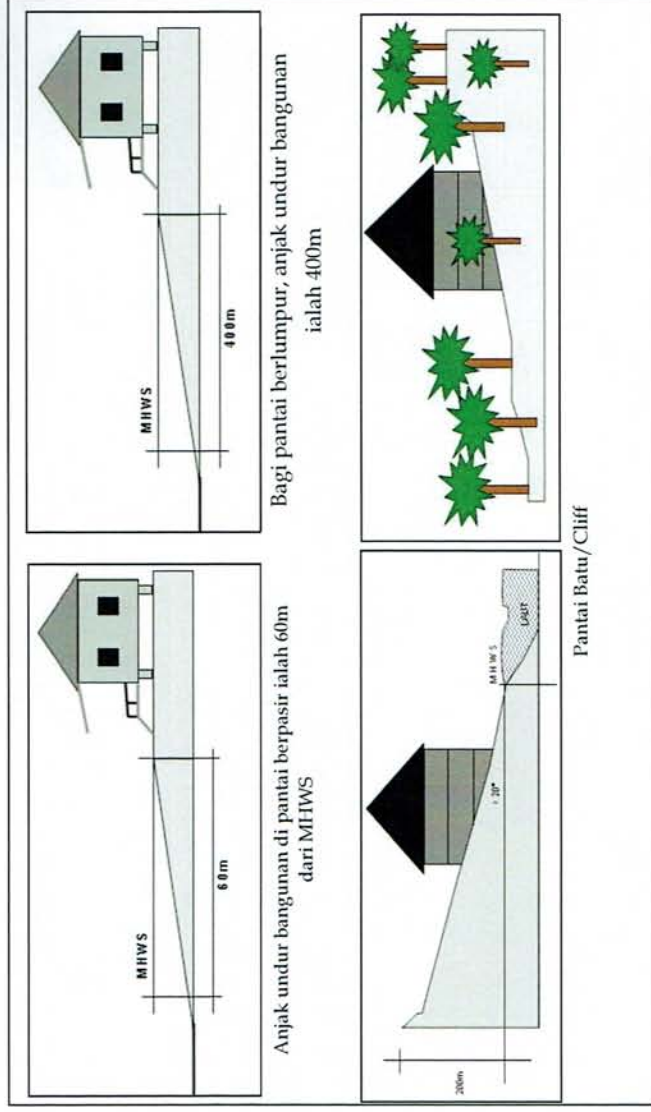 MHWS
60m
Anjak undur bangunan di pantai berpasir ialah 60m
dari MHWS
MHWS
400m
Bagi pantai berlumpur, anjak undur bangunan
ialah 400m
200m
MHWS
LAUT
Pantai Batu/Cliff